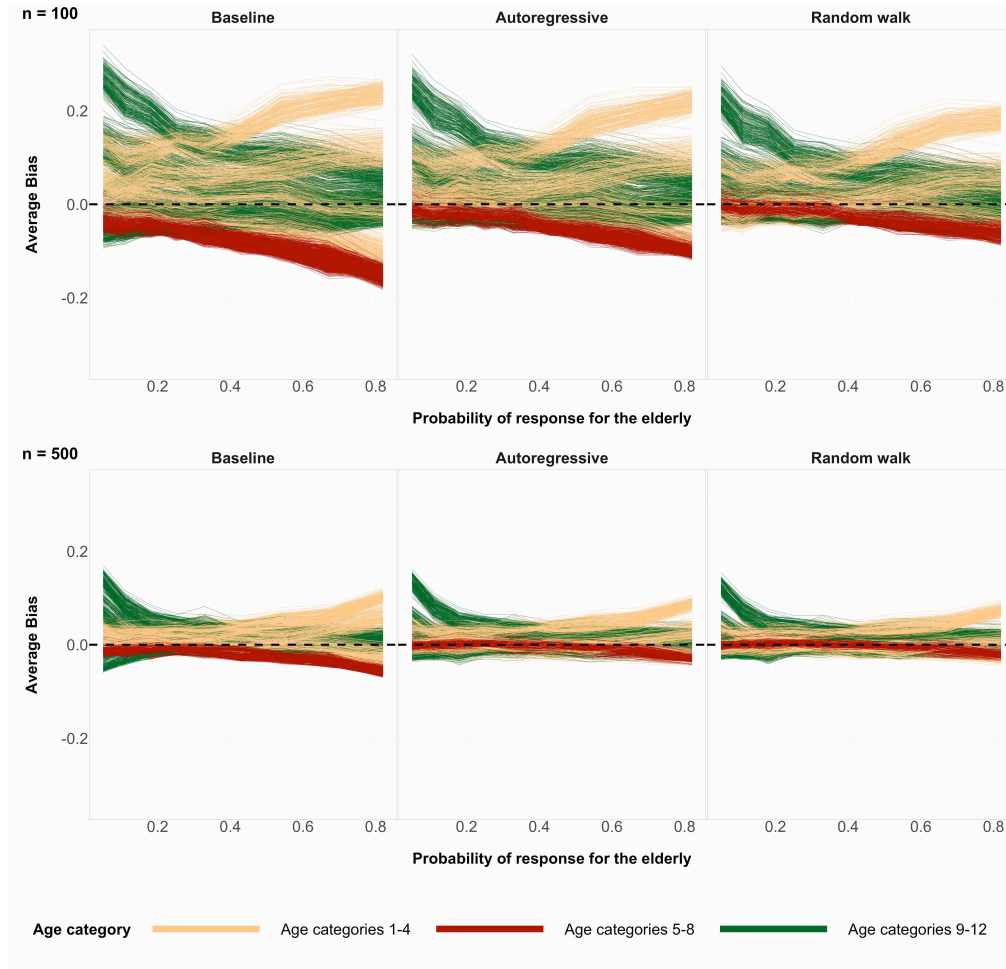 n = 100
Baseline Autoregressive Random walk
Average Bias
0.2
0.0
-0.2
0.2 0.4 0.6 0.8 0.2 0.4 0.6 0.8 0.2 0.4 0.6 0.8
Probability of response for the elderly
n = 500
Baseline Autoregressive Random walk
Average Bias
0.2
0.0
-0.2
0.2 0.4 0.6 0.8 0.2 0.4 0.6 0.8 0.2 0.4 0.6 0.8
Probability of response for the elderly
Age category Age categories 1-4 Age categories 5-8 Age categories 9-12